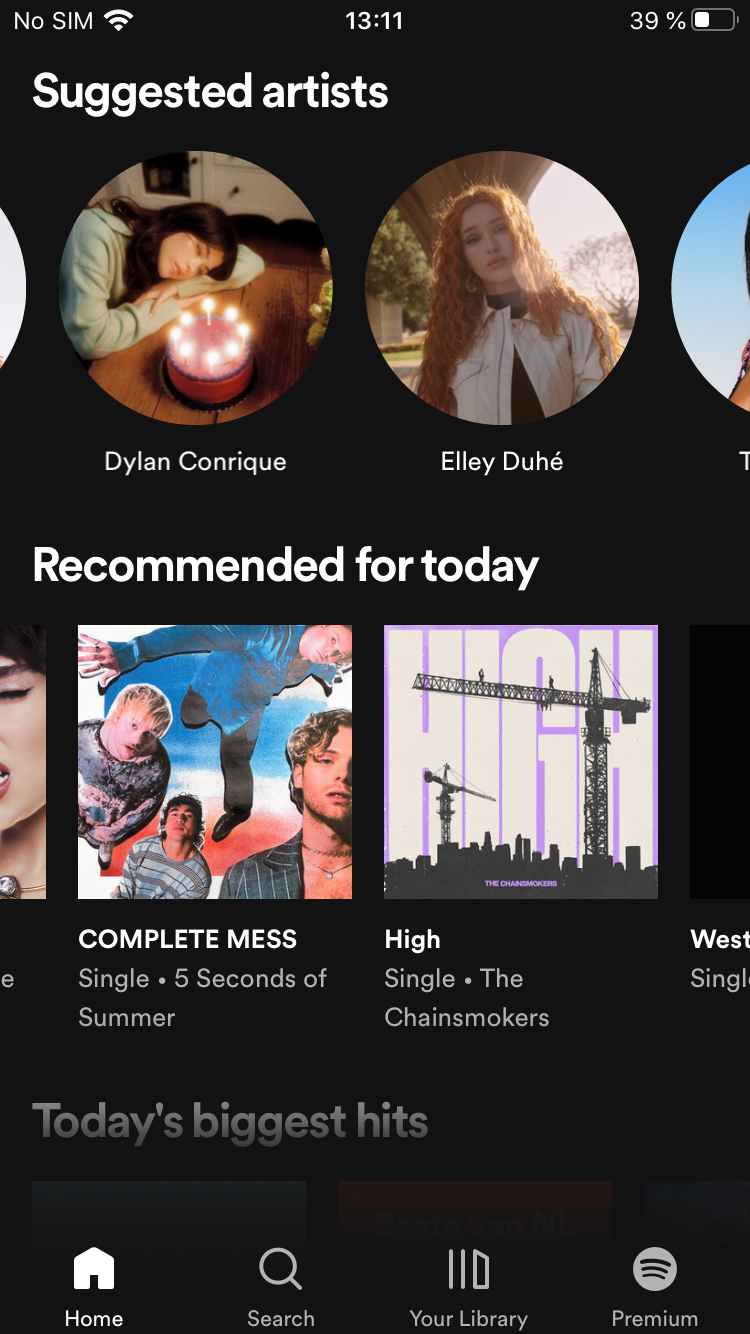 No SIM 13:11 39 %
Suggested artists
Dylan Conrique Elley Duhé T
Recommended for today
HIGH
THE CHAINSMOKERS
COMPLETE MESS High West
e Single • 5 Seconds of Single • The Singl
Summer Chainsmokers
Today's biggest hits
Beste van NL
Home Search Your Library Premium